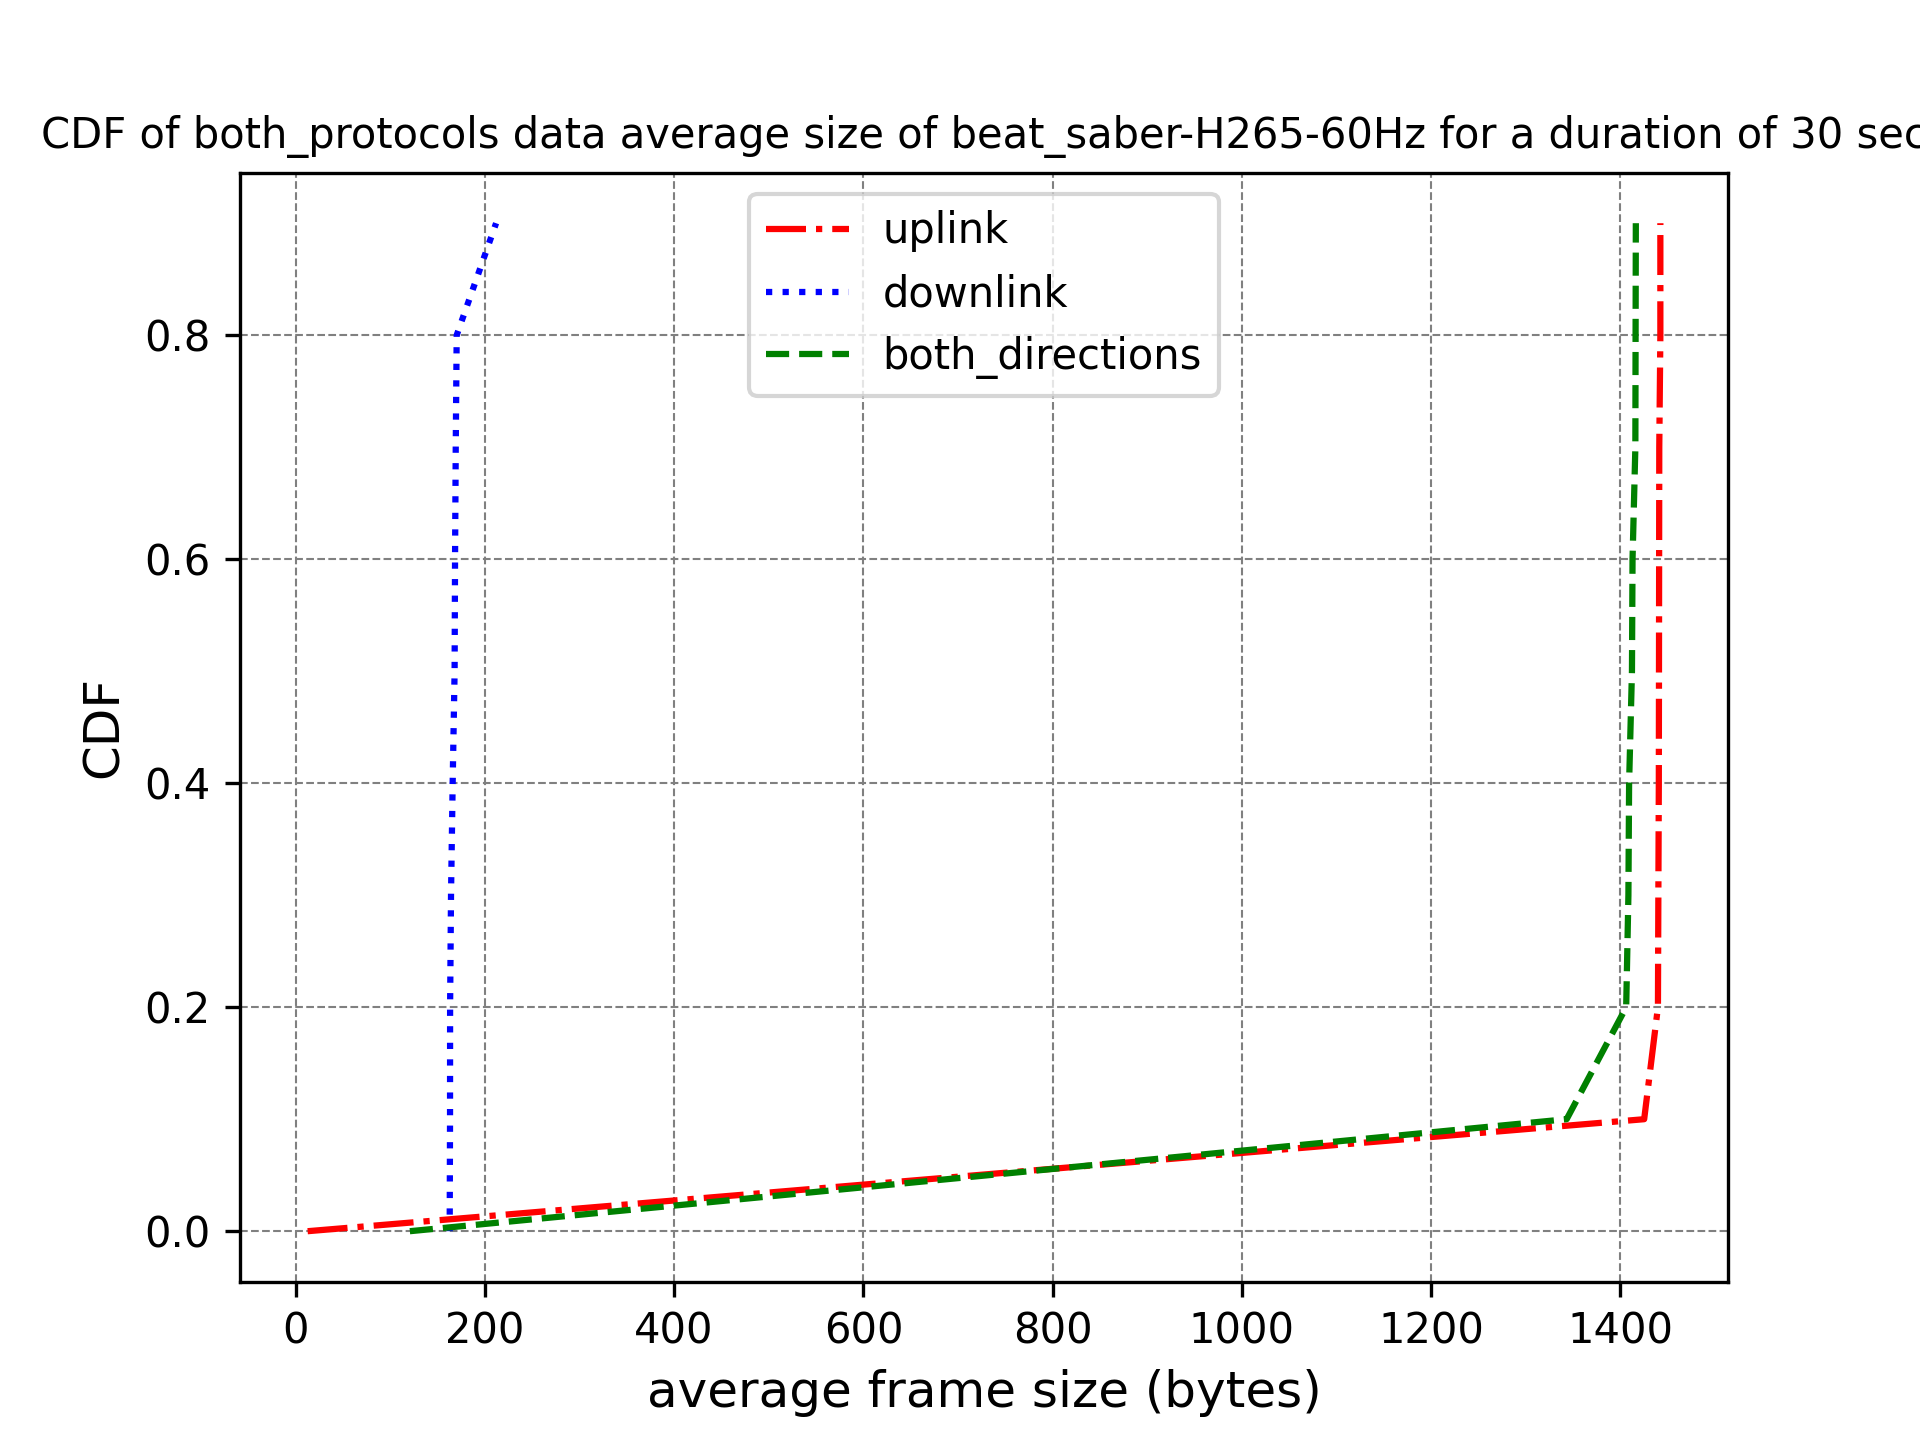 CDF of both_protocols data average size of beat_saber-H265-60Hz for a duration of 30 sec
uplink
downlink
both_directions
CDF
0.8
0.6
0.4
0.2
0.0
0 200 400 600 800 1000 1200 1400
average frame size (bytes)